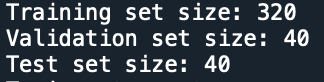 Training set size: 320
Validation set size: 40
Test set size: 40